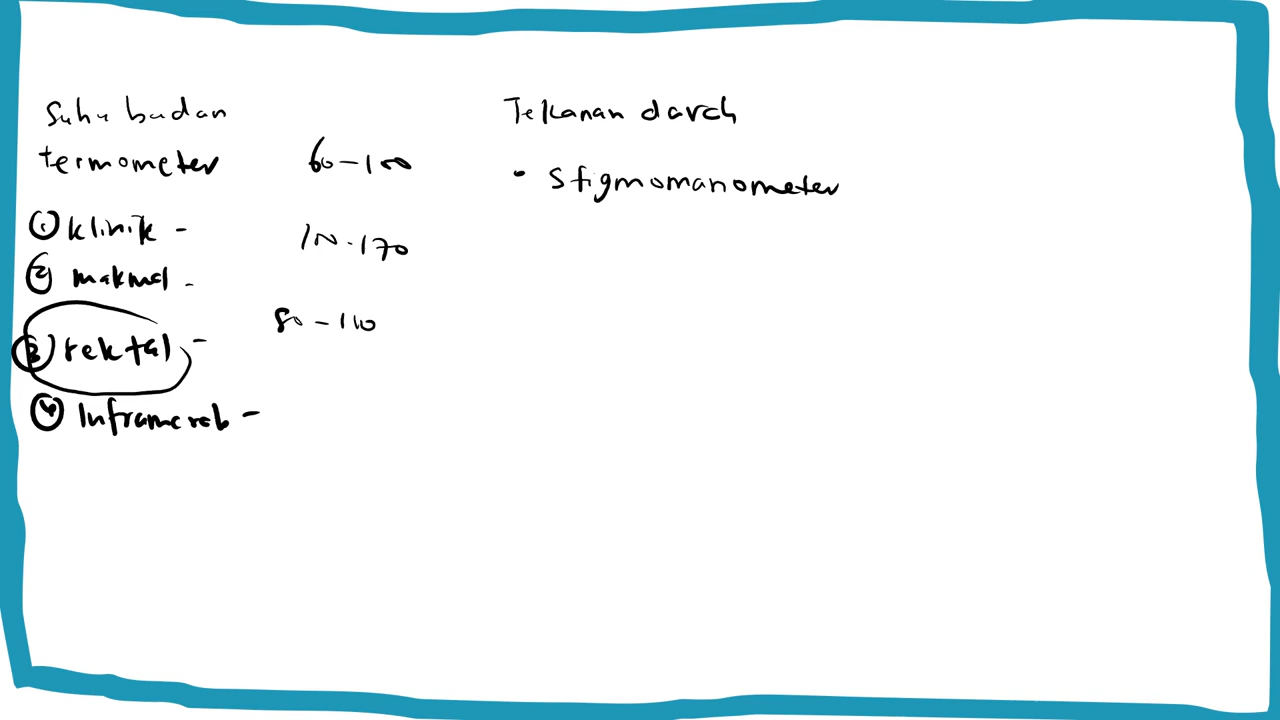 Suhu badan
termometer
① klinik -
② makmal -
③ rektal -
④ Inframerah -
60-100
100-170
80-110
Tekanan darah
• Sfigmomanometer